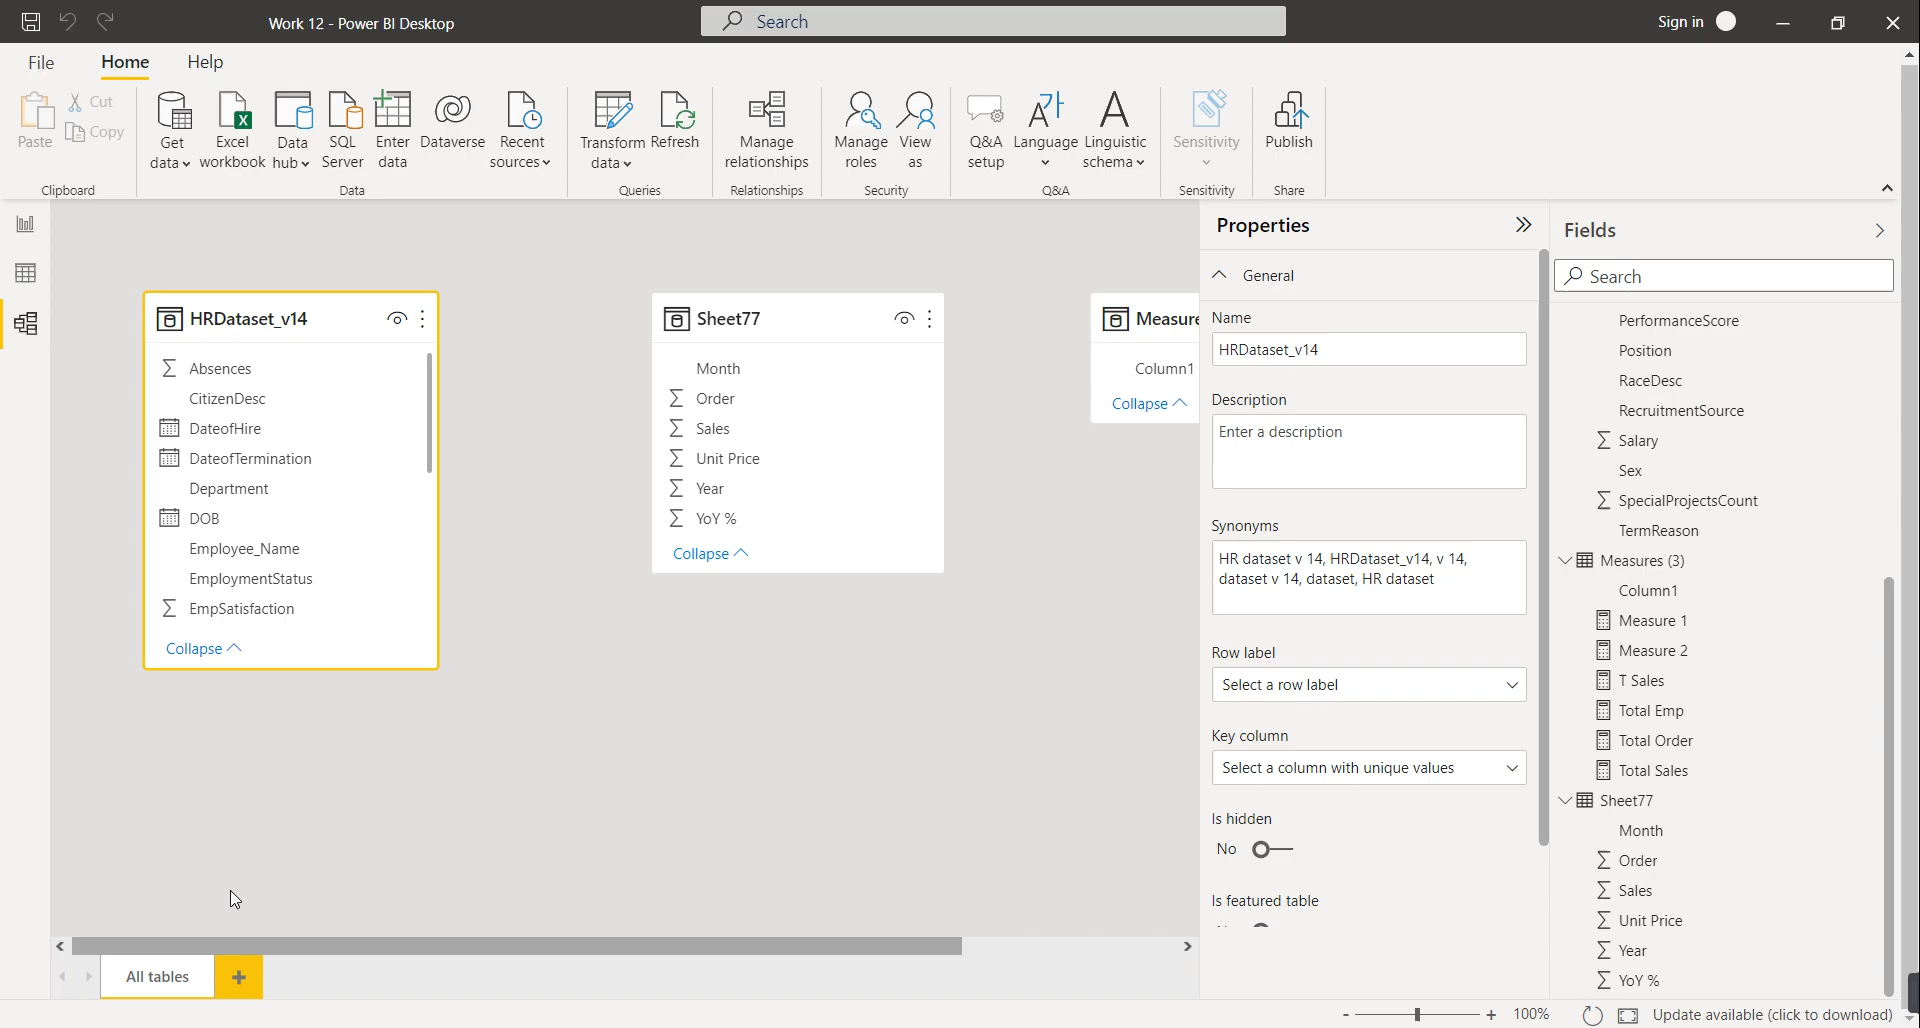 Work 12 - Power BI Desktop
Search
Sign in
File
Home
Help
Paste
Cut
Copy
Clipboard
Get data
Excel workbook
Data hub
SQL Server
Enter data
Dataverse
Recent sources
Data
Transform data
Refresh
Queries
Manage relationships
Relationships
Manage roles
View as
Security
Q&A setup
Language
Linguistic schema
Q&A
Sensitivity
Sensitivity
Publish
Share
HRDataset_v14
Absences
CitizenDesc
DateofHire
DateofTermination
Department
DOB
Employee_Name
EmploymentStatus
EmpSatisfaction
Collapse
Sheet77
Month
Order
Sales
Unit Price
Year
YoY %
Collapse
Measure
Column1
Collapse
Properties
General
Name
HRDataset_v14
Description
Enter a description
Synonyms
HR dataset v 14, HRDataset_v14, v 14,
dataset v 14, dataset, HR dataset
Row label
Select a row label
Key column
Select a column with unique values
Is hidden
No
Is featured table
Fields
Search
PerformanceScore
Position
RaceDesc
RecruitmentSource
Salary
Sex
SpecialProjectsCount
TermReason
Measures (3)
Column1
Measure 1
Measure 2
T Sales
Total Emp
Total Order
Total Sales
Sheet77
Month
Order
Sales
Unit Price
Year
YoY %
All tables
- + 100%
Update available (click to download)